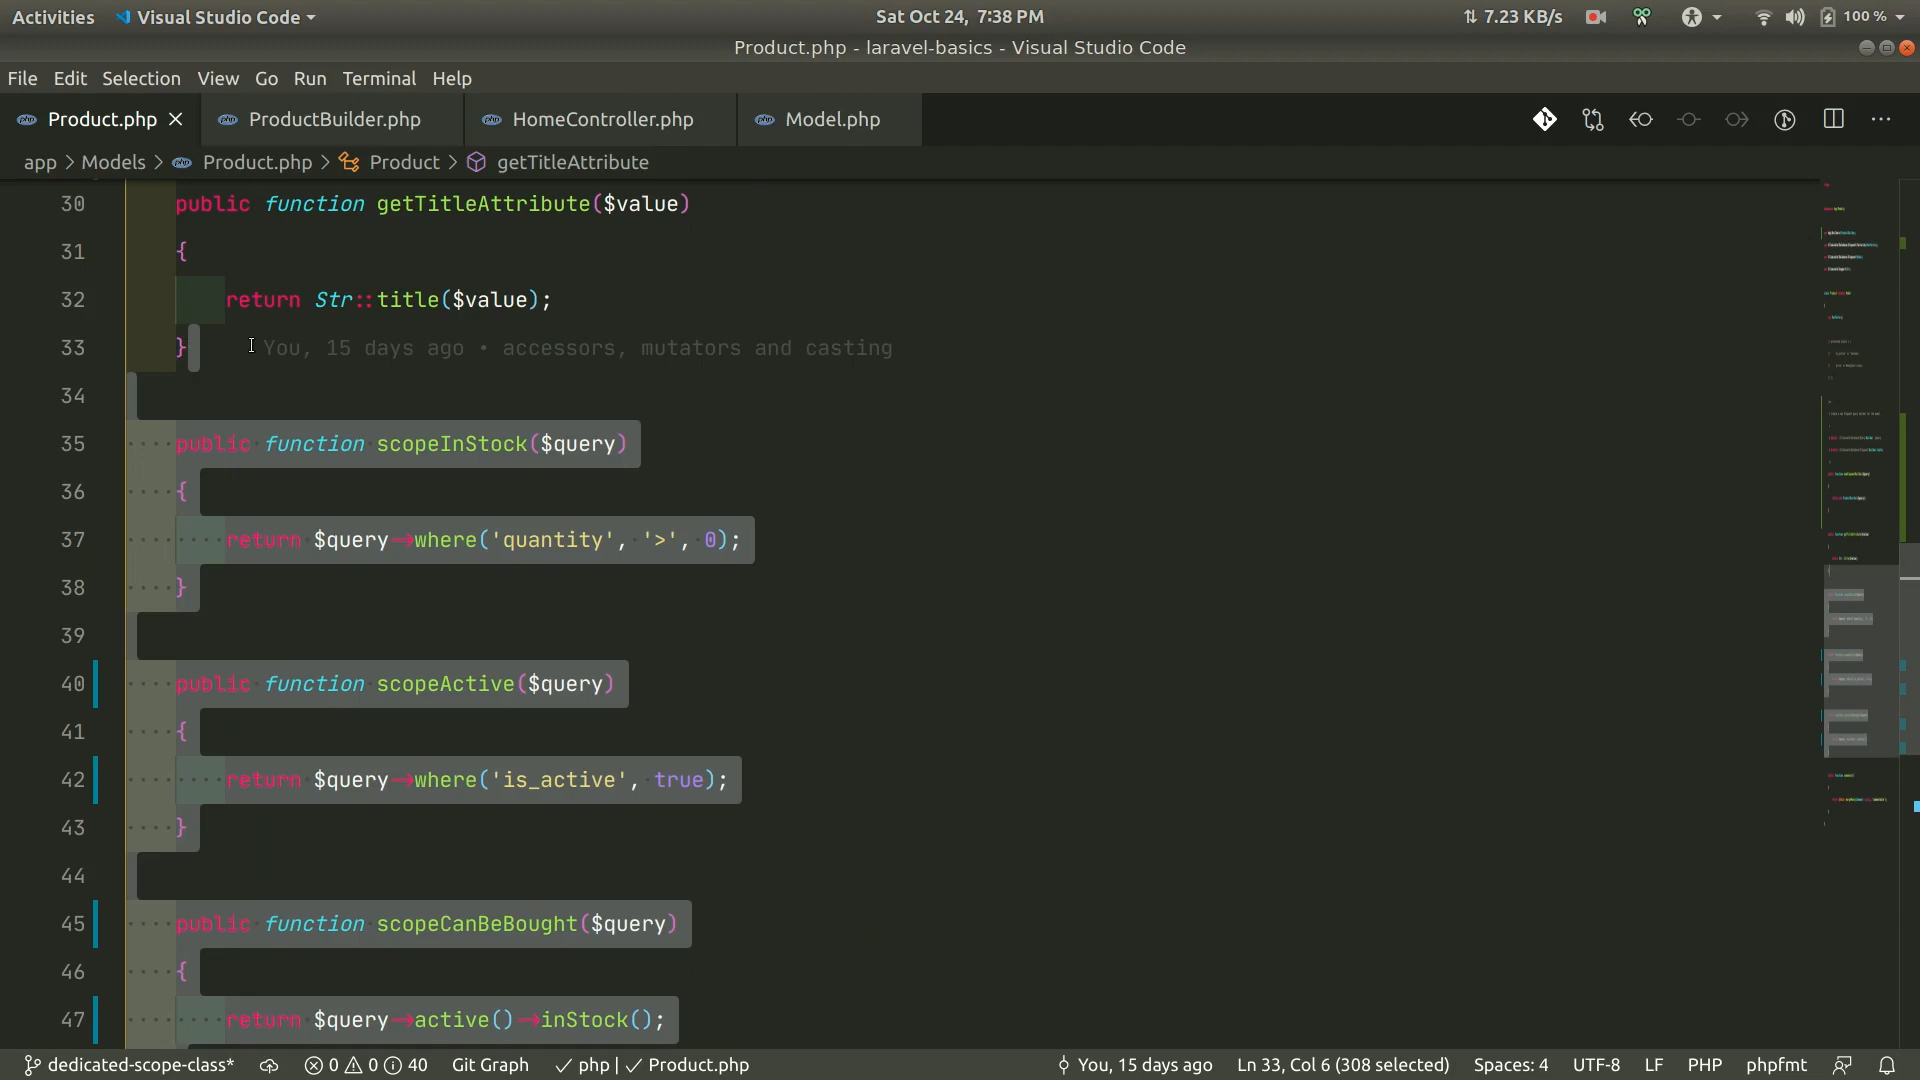 Activities Visual Studio Code Sat Oct 24, 7:38 PM 7.23 KB/s 100 %
Product.php - laravel-basics - Visual Studio Code
File Edit Selection View Go Run Terminal Help
Product.php ProductBuilder.php HomeController.php Model.php
app > Models > Product.php > Product > getTitleAttribute
30 public function getTitleAttribute($value)
31 {
32 return Str::title($value);
33 } You, 15 days ago • accessors, mutators and casting
34
35 public function scopeInStock($query)
36 {
37 return $query->where('quantity', '>', 0);
38 }
39
40 public function scopeActive($query)
41 {
42 return $query->where('is_active', true);
43 }
44
45 public function scopeCanBeBought($query)
46 {
47 return $query->active()->inStock();
dedicated-scope-class* 0 0 40 Git Graph ✓ php | ✓ Product.php You, 15 days ago Ln 33, Col 6 (308 selected) Spaces: 4 UTF-8 LF PHP phpfmt